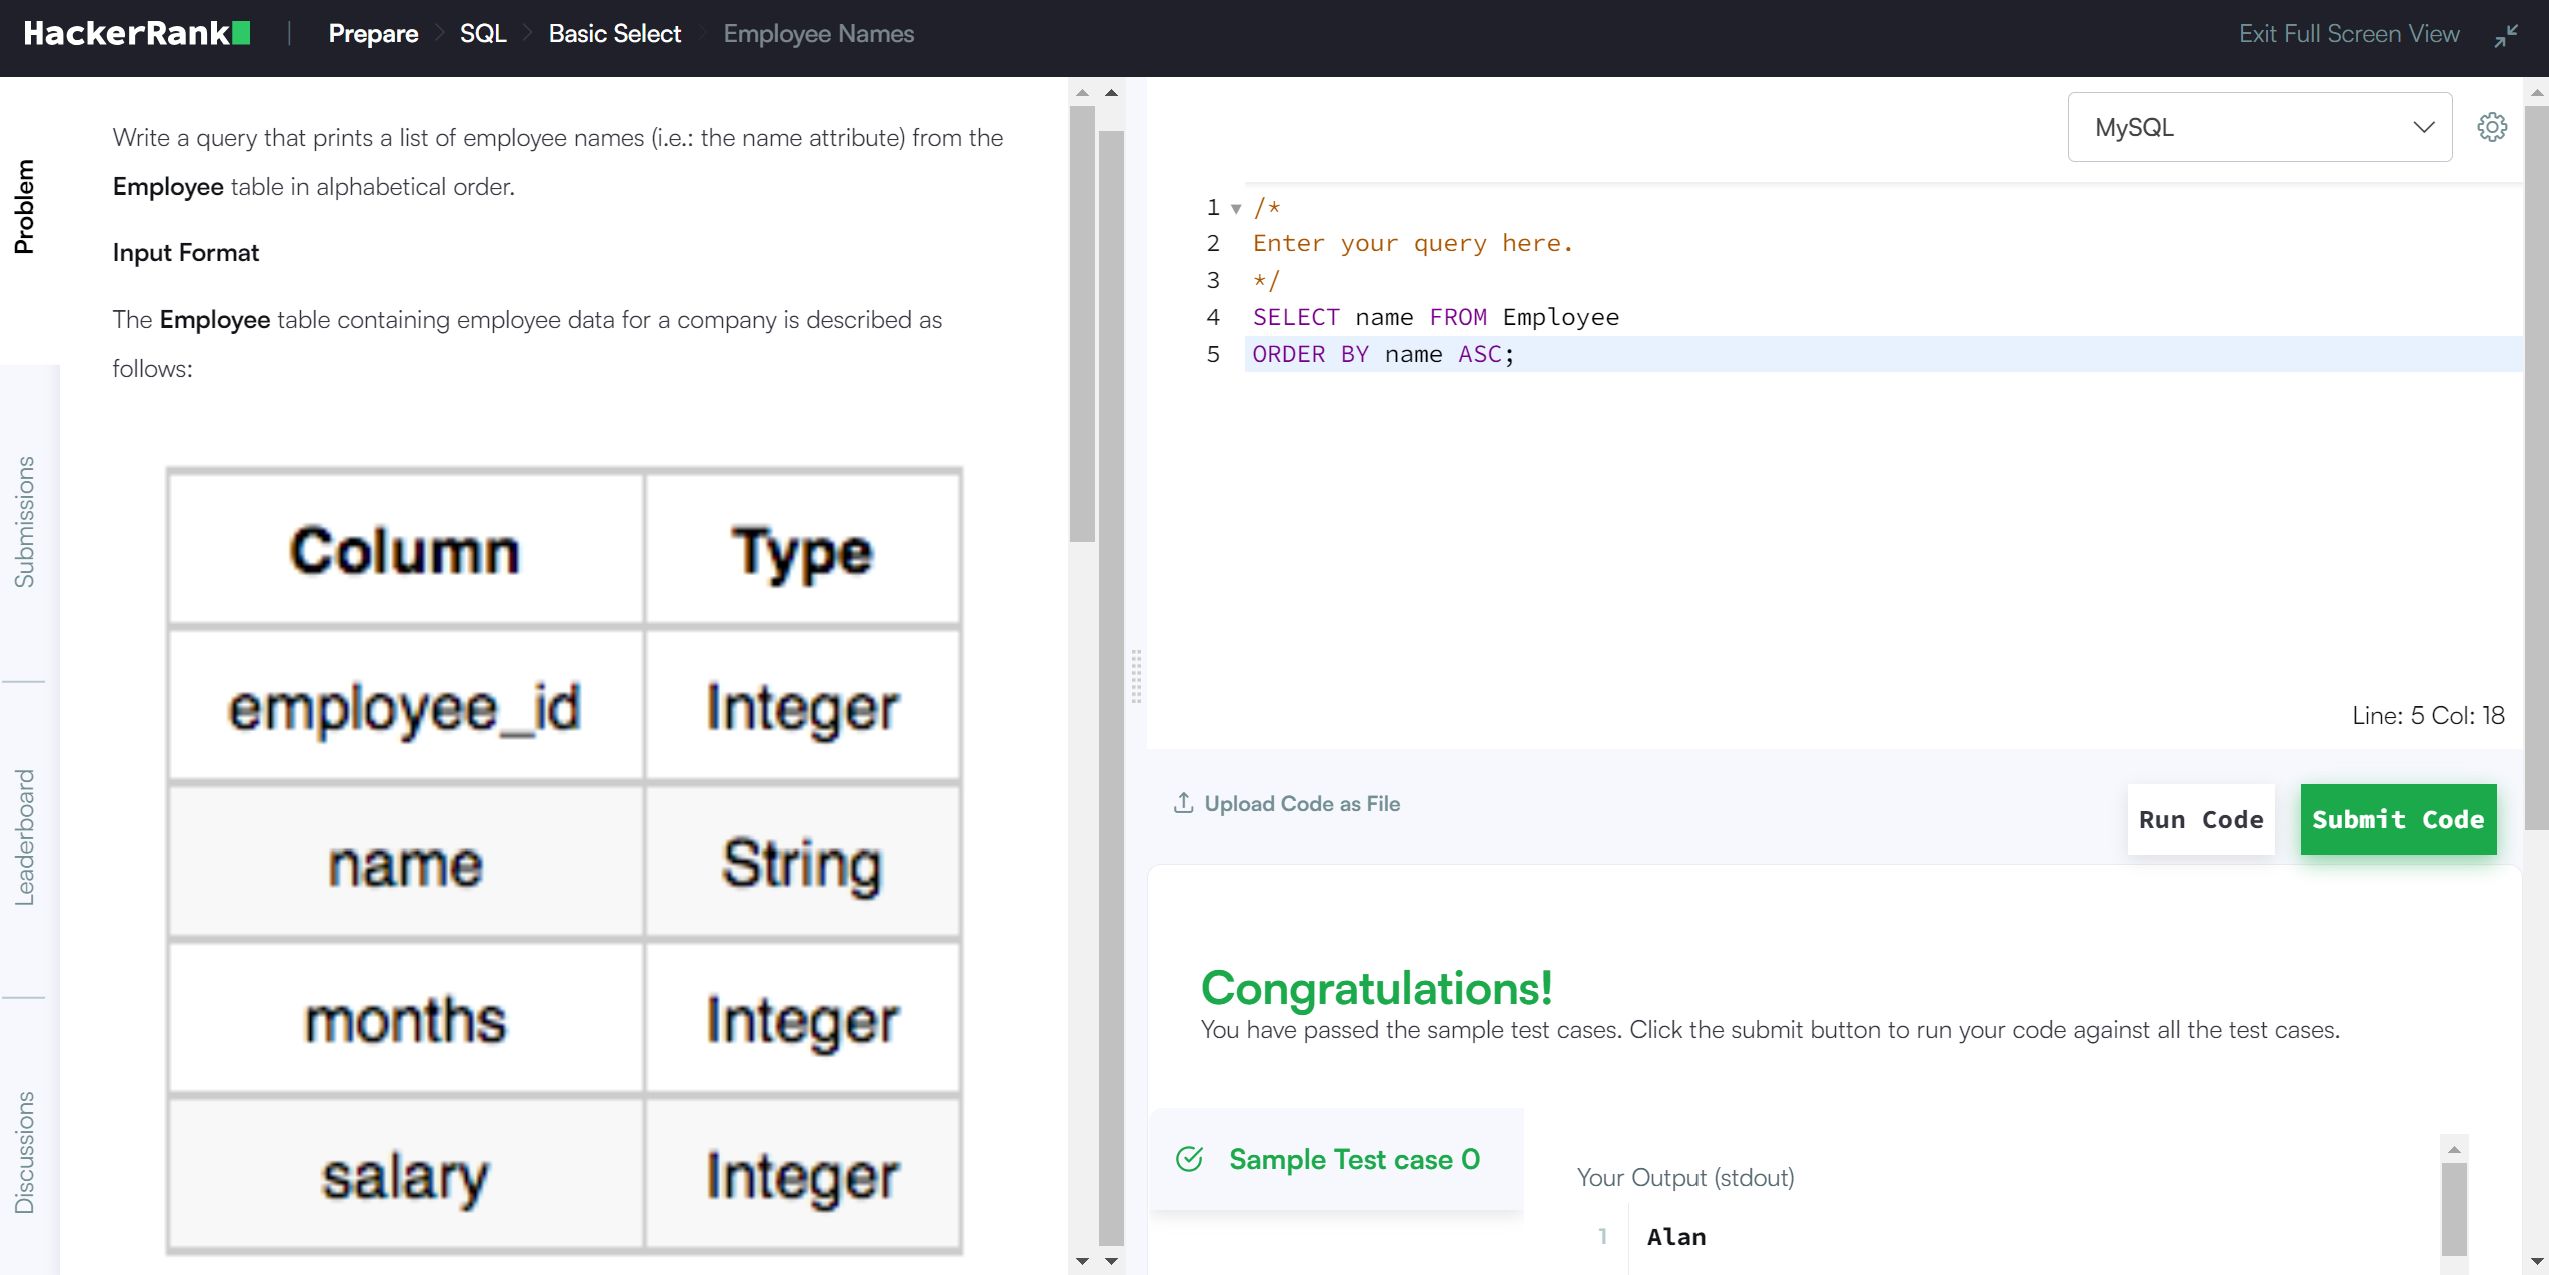 HackerRank | Prepare > SQL > Basic Select > Employee Names
Exit Full Screen View
Problem
Submissions
Leaderboard
Discussions
Write a query that prints a list of employee names (i.e.: the name attribute) from the
Employee table in alphabetical order.
Input Format
The Employee table containing employee data for a company is described as
follows:
Column Type
employee_id Integer
name String
months Integer
salary Integer
MySQL
1 /*
2 Enter your query here.
3 */
4 SELECT name FROM Employee
5 ORDER BY name ASC;
Line: 5 Col: 18
Upload Code as File
Run Code
Submit Code
Congratulations!
You have passed the sample test cases. Click the submit button to run your code against all the test cases.
Sample Test case 0
Your Output (stdout)
1 Alan